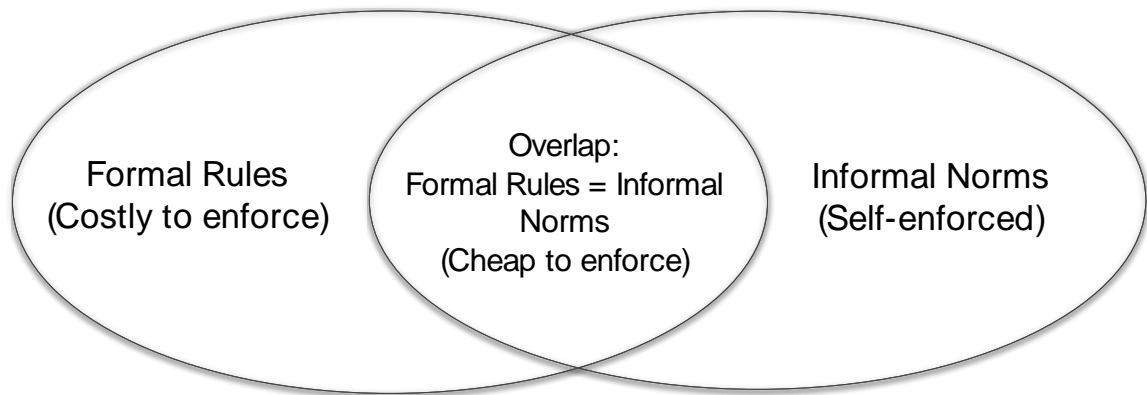 Formal Rules
(Costly to enforce)
Overlap:
Formal Rules = Informal
Norms
(Cheap to enforce)
Informal Norms
(Self-enforced)